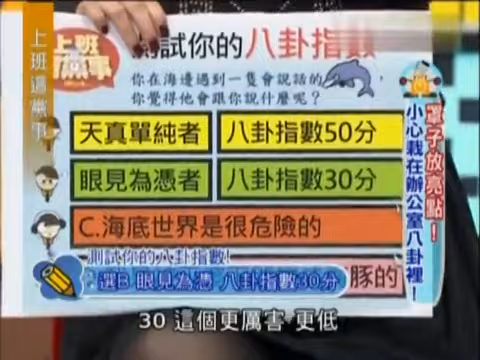 上班這黨事
上班
黨事
測試你的八卦指數
你在海邊遇到一隻會說話的,
你覺得他會跟你說什麼呢?
天真單純者 八卦指數50分
眼見為憑者 八卦指數30分
C.海底世界是很危險的
豚的
測試你的八卦指數!
選B 眼見為憑 八卦指數30分
罩子放亮點!
小心栽在辦公室八卦裡!
30 這個更厲害 更低